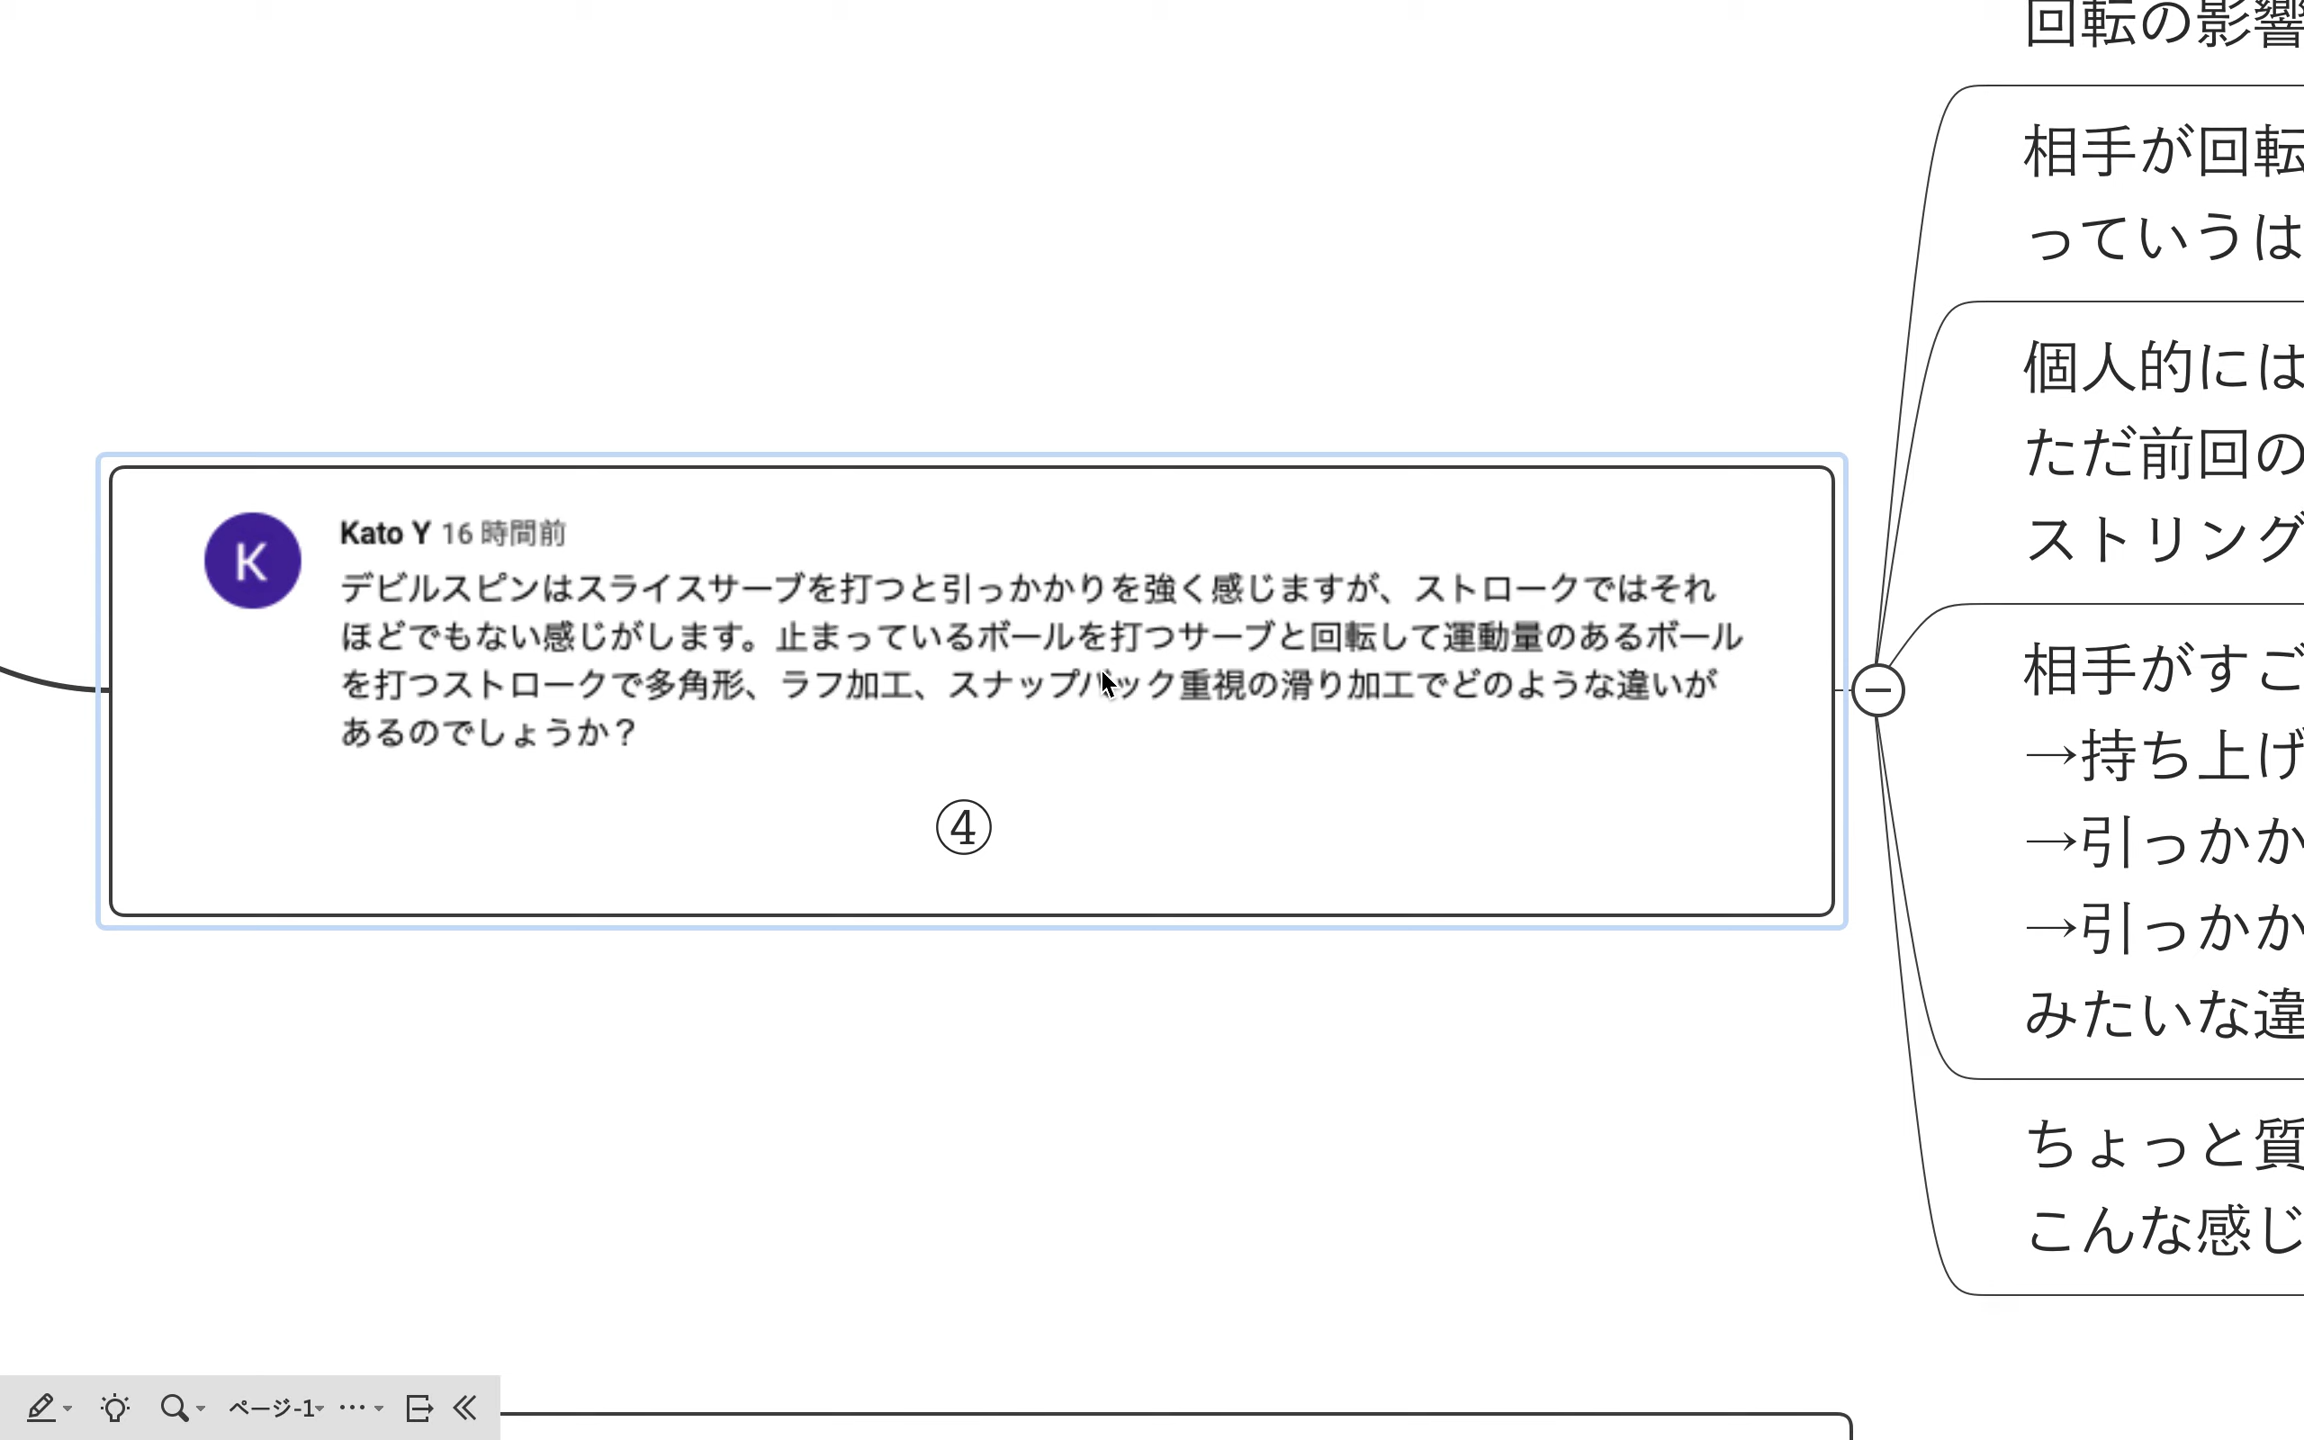 Kato Y 16 時間前
デビルスピンはスライスサーブを打つと引っかかりを強く感じますが、ストロークではそれ
ほどでもない感じがします。止まっているボールを打つサーブと回転して運動量のあるボール
を打つストロークで多角形、ラフ加工、スナップバック重視の滑り加工でどのような違いが
あるのでしょうか？
K
④
回転の影響
相手が回転
っていうは
個人的には
ただ前回の
ストリング
相手がすご
→持ち上げ
→引っかか
→引っかか
みたいな違
ちょっと質
こんな感じ
ページ-1